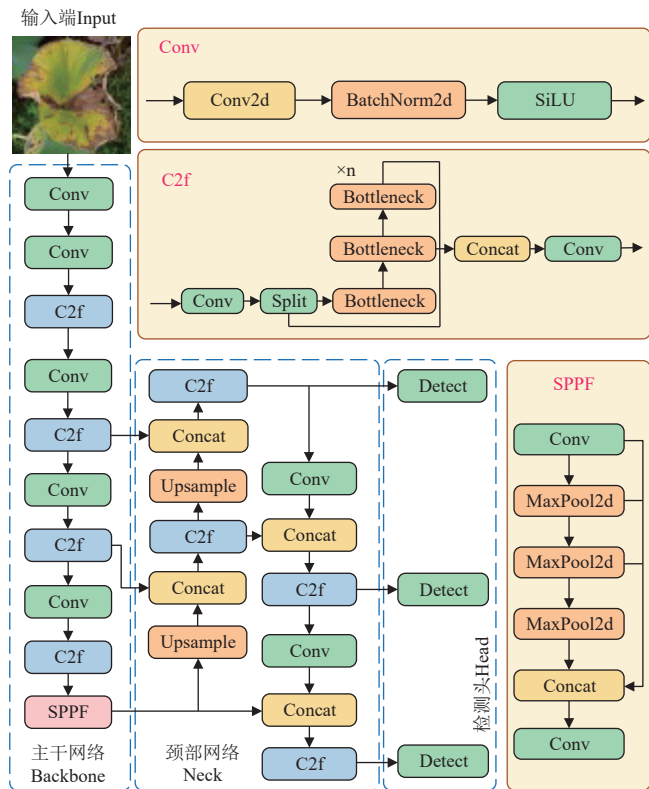 输入端Input
Conv
Conv2d
BatchNorm2d
SiLU
C2f
×n
Bottleneck
Bottleneck
Bottleneck
Conv
Split
Concat
Conv
Conv
Conv
C2f
Conv
C2f
Conv
C2f
Conv
C2f
SPPF
主干网络
Backbone
C2f
Concat
Upsample
C2f
Concat
Upsample
Conv
Concat
C2f
Conv
Concat
C2f
颈部网络
Neck
Detect
Detect
Detect
检测头Head
SPPF
Conv
MaxPool2d
MaxPool2d
MaxPool2d
Concat
Conv